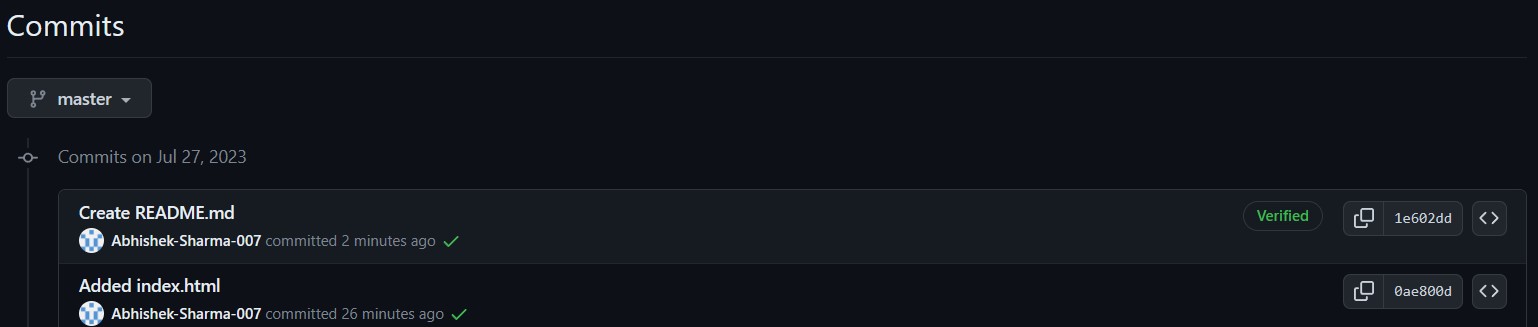 Commits
master
Commits on Jul 27, 2023
Create README.md
Verified
1e602dd
Abhishek-Sharma-007 committed 2 minutes ago
Added index.html
0ae800d
Abhishek-Sharma-007 committed 26 minutes ago